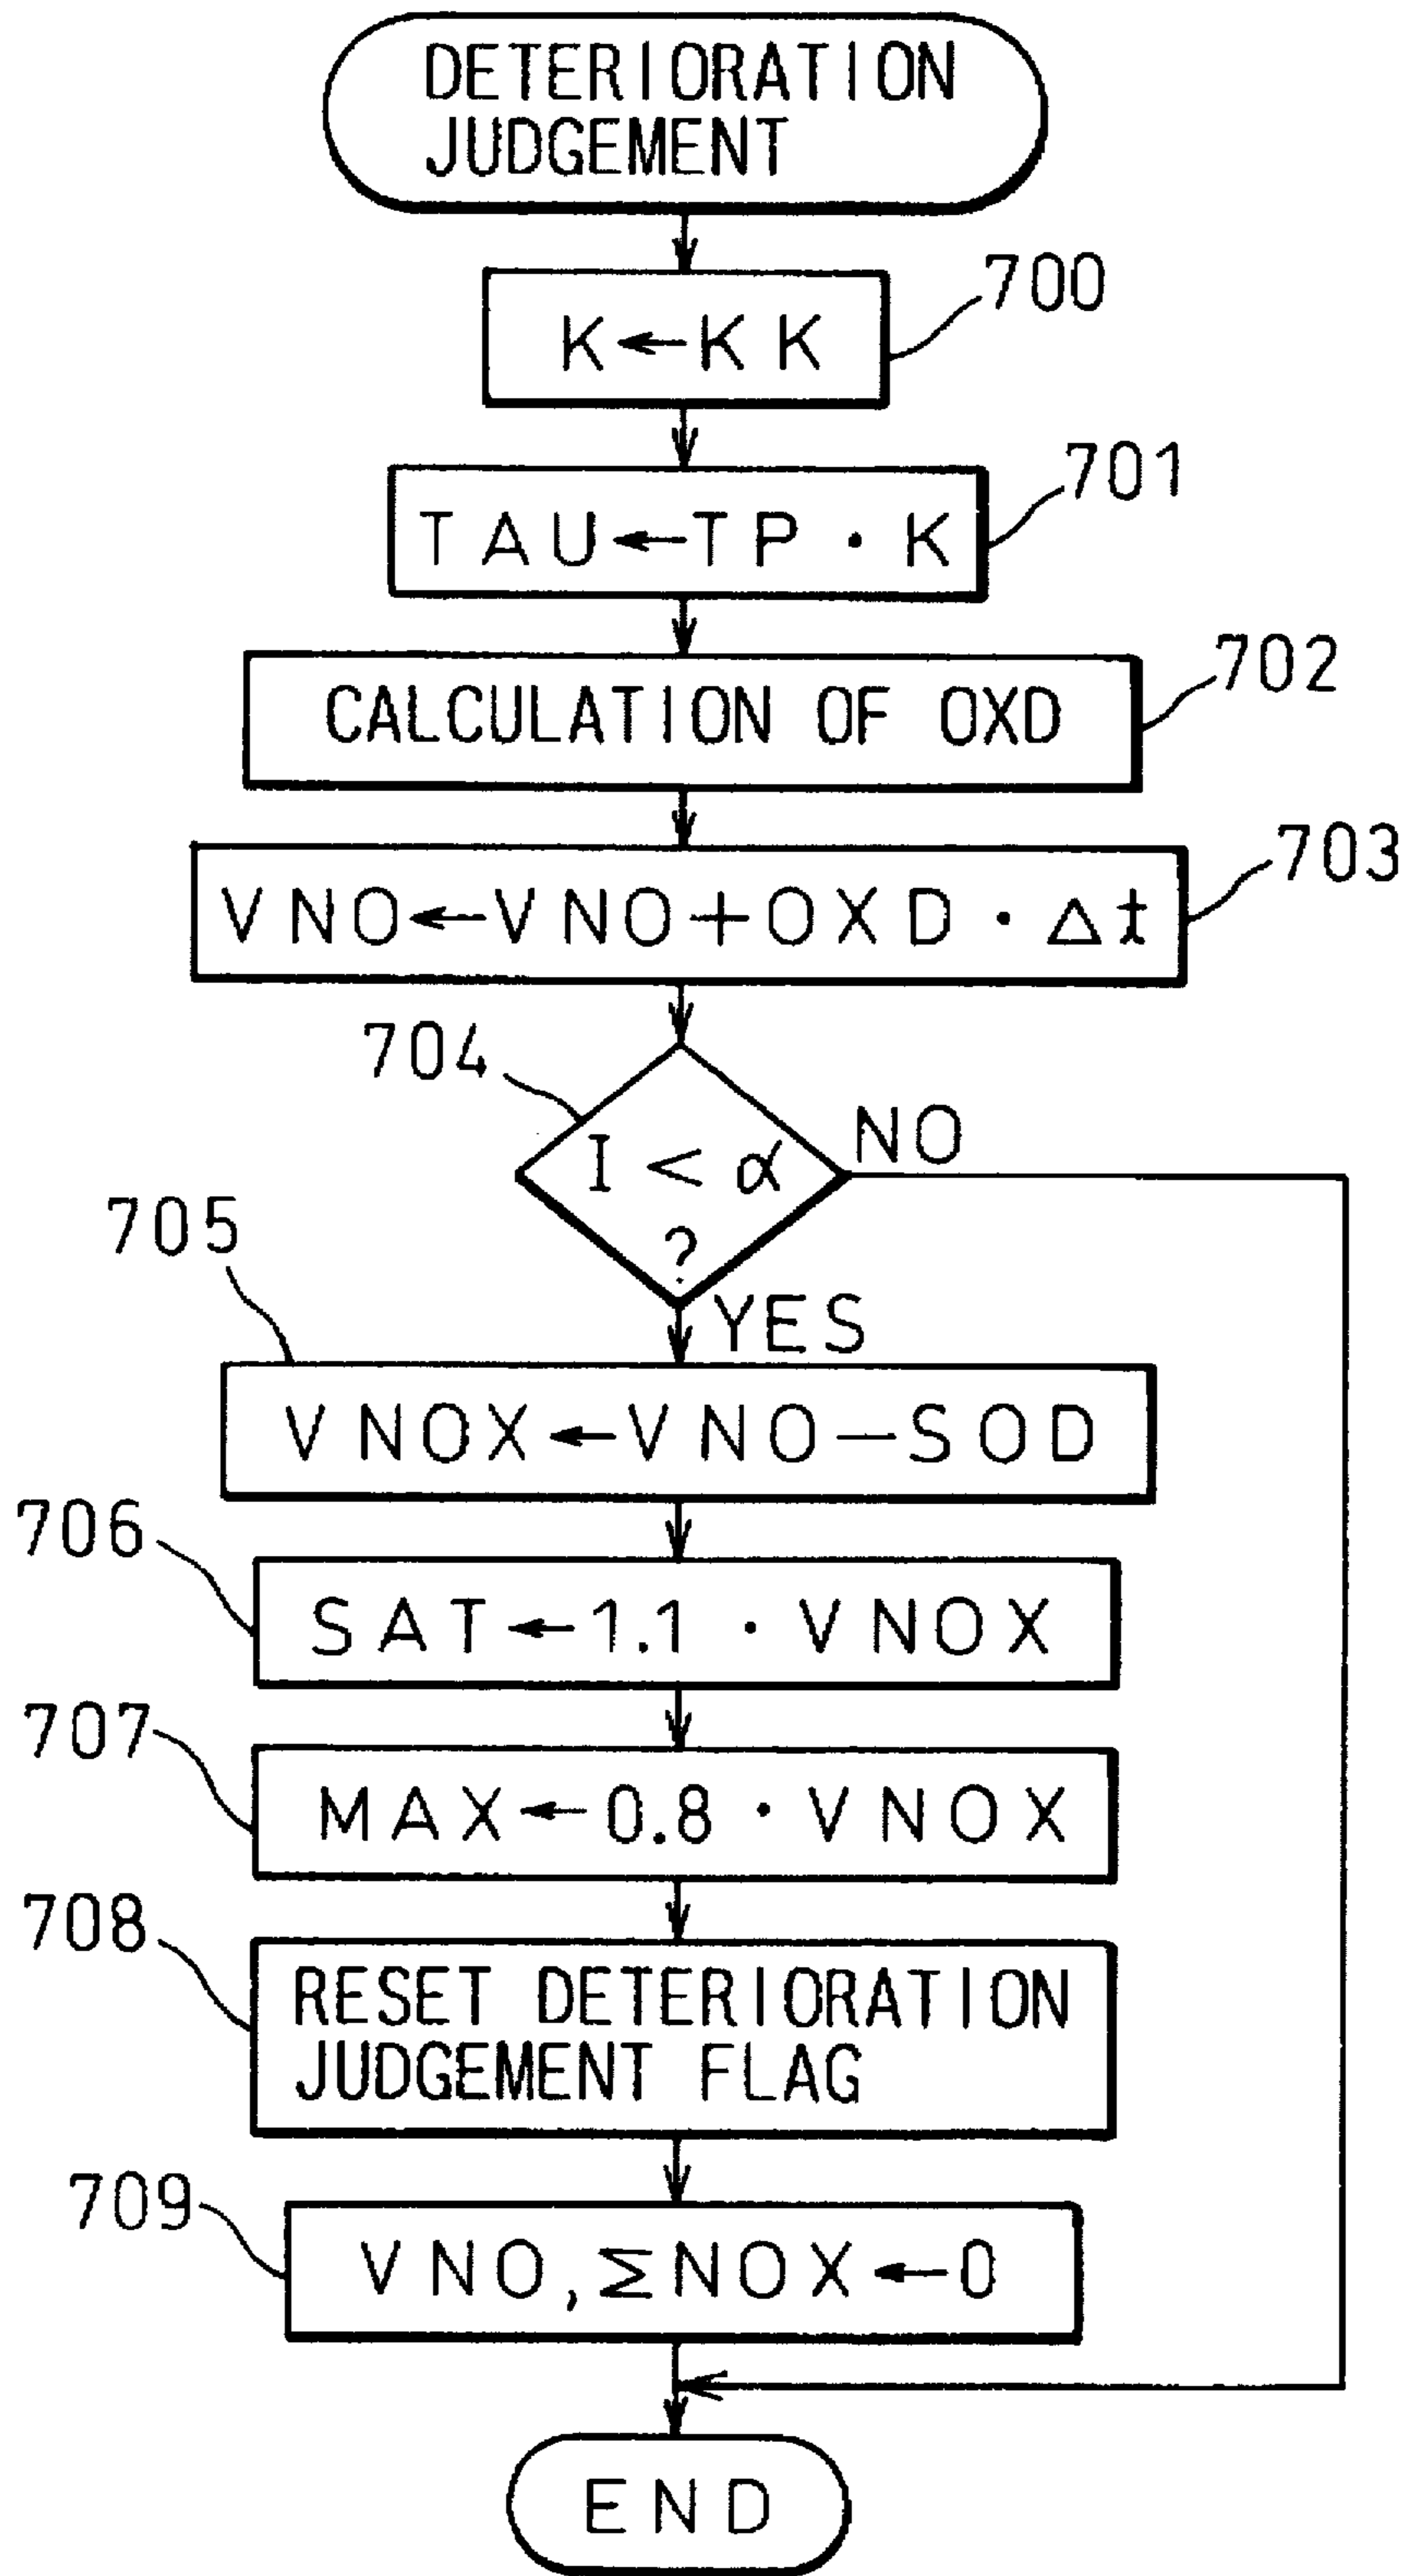 DETERIORATION
JUDGEMENT
700
K←KK
701
TAU←TP・K
702
CALCULATION OF OXD
703
VNO←VNO+OXD・Δt
704
I < α
?
NO
YES
705
VNOX←VNO−SOD
706
SAT←1.1・VNOX
707
MAX←0.8・VNOX
708
RESET DETERIORATION
JUDGEMENT FLAG
709
VNO,ΣNOX←0
END